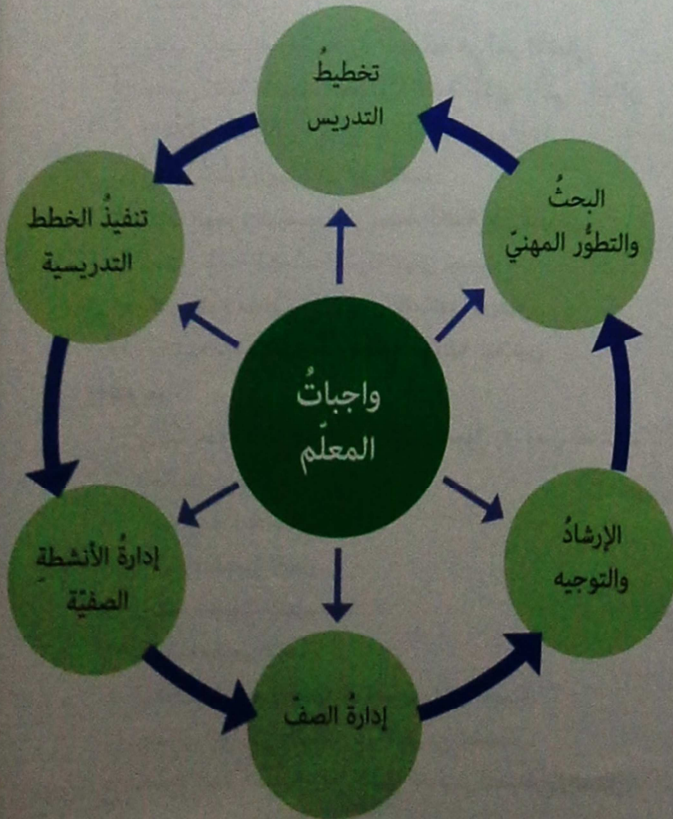 تخطيطُ
التدريس
البحثُ
والتطوُّر المهنيّ
تنفيذُ الخطط
التدريسية
واجباتُ
المعلّم
الإرشادُ
والتوجيه
إدارةُ الأنشطةِ
الصفيّة
إدارةُ الصفّ